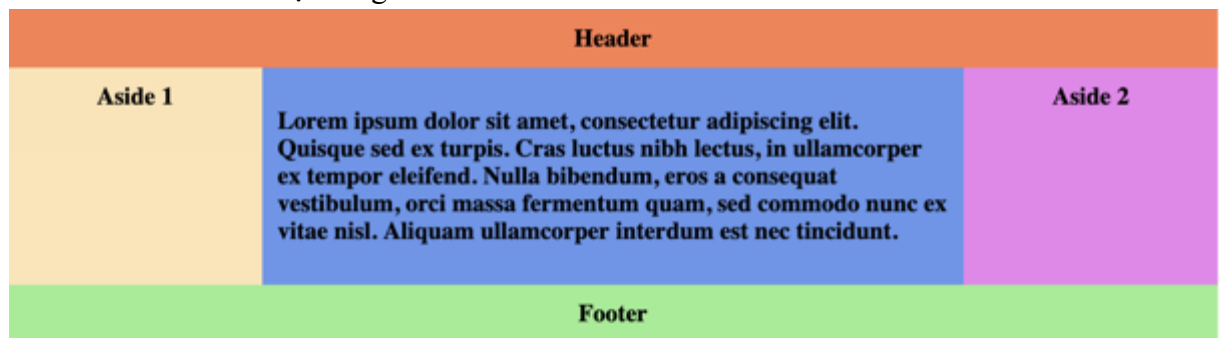 Header
Aside 1
Lorem ipsum dolor sit amet, consectetur adipiscing elit.
Quisque sed ex turpis. Cras luctus nibh lectus, in ullamcorper
ex tempor eleifend. Nulla bibendum, eros a consequat
vestibulum, orci massa fermentum quam, sed commodo nunc ex
vitae nisl. Aliquam ullamcorper interdum est nec tincidunt.
Aside 2
Footer